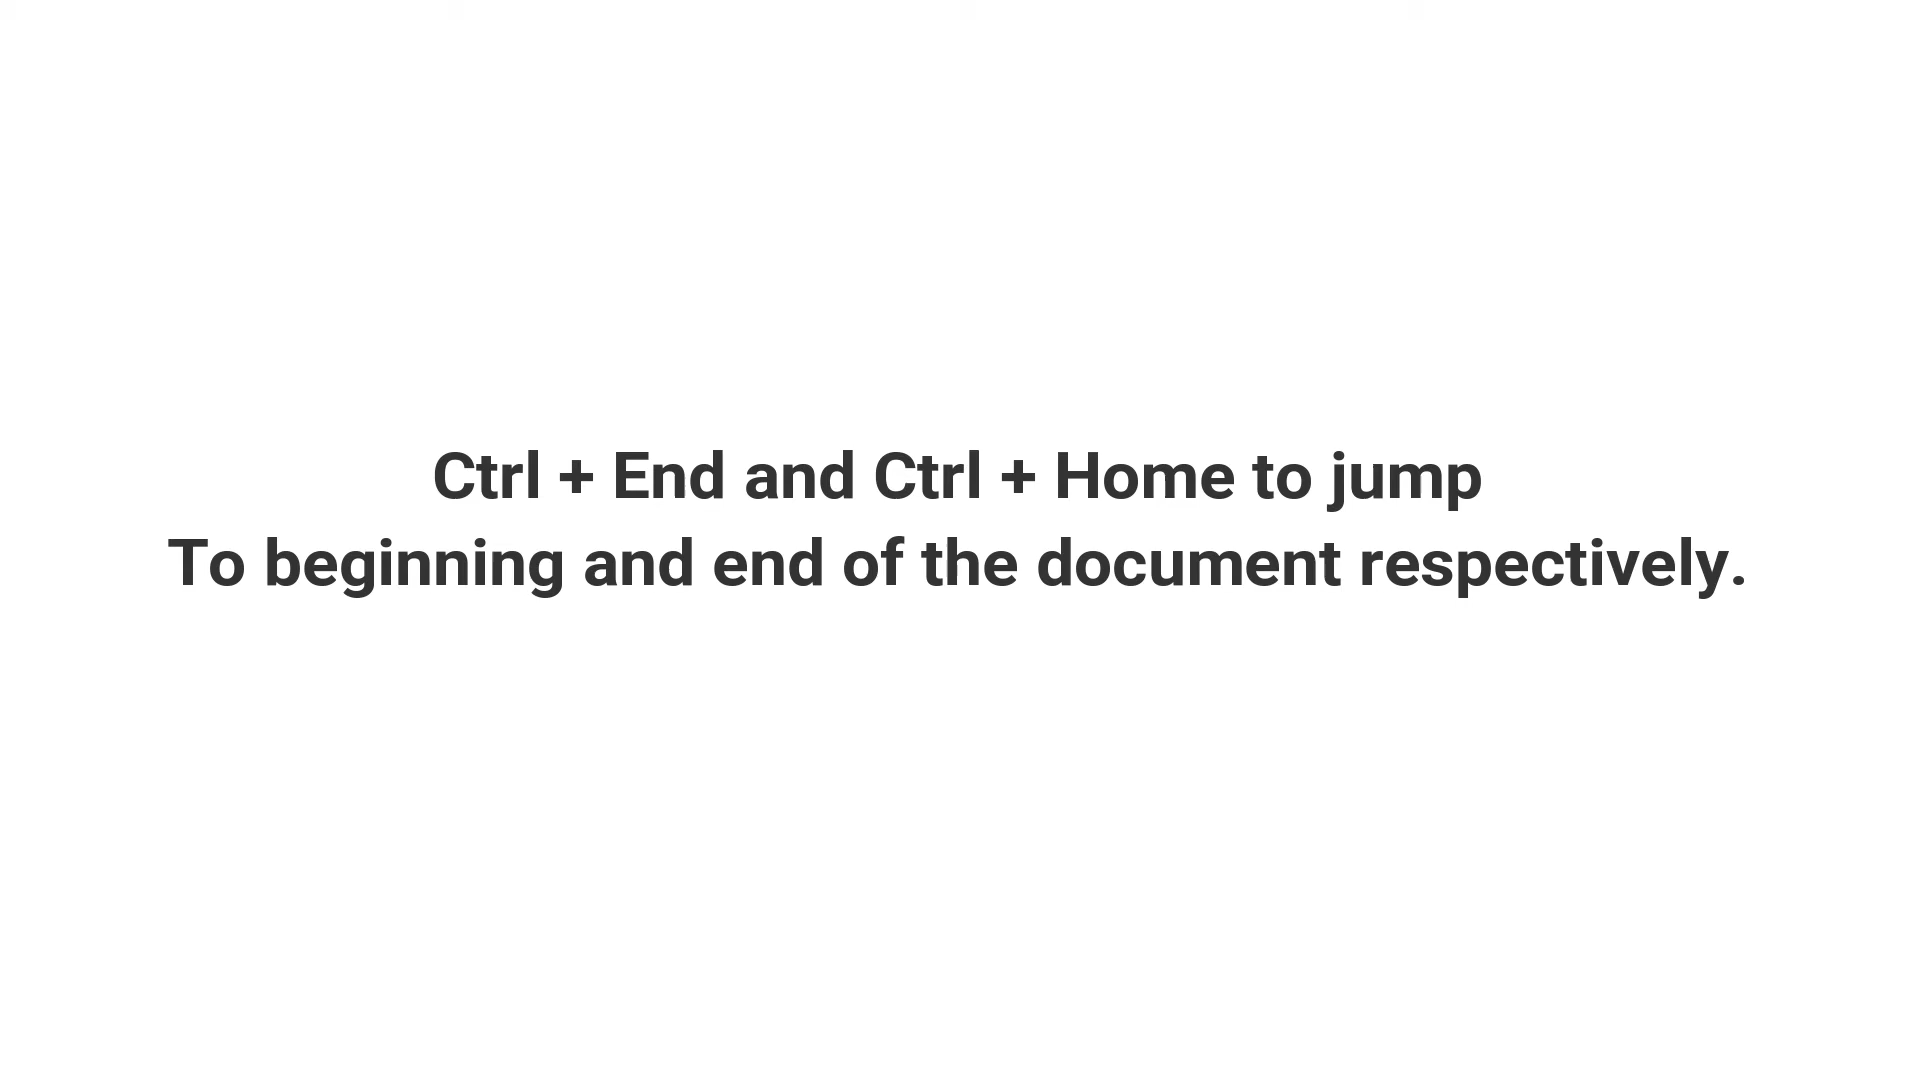 Ctrl + End and Ctrl + Home to jump
To beginning and end of the document respectively.